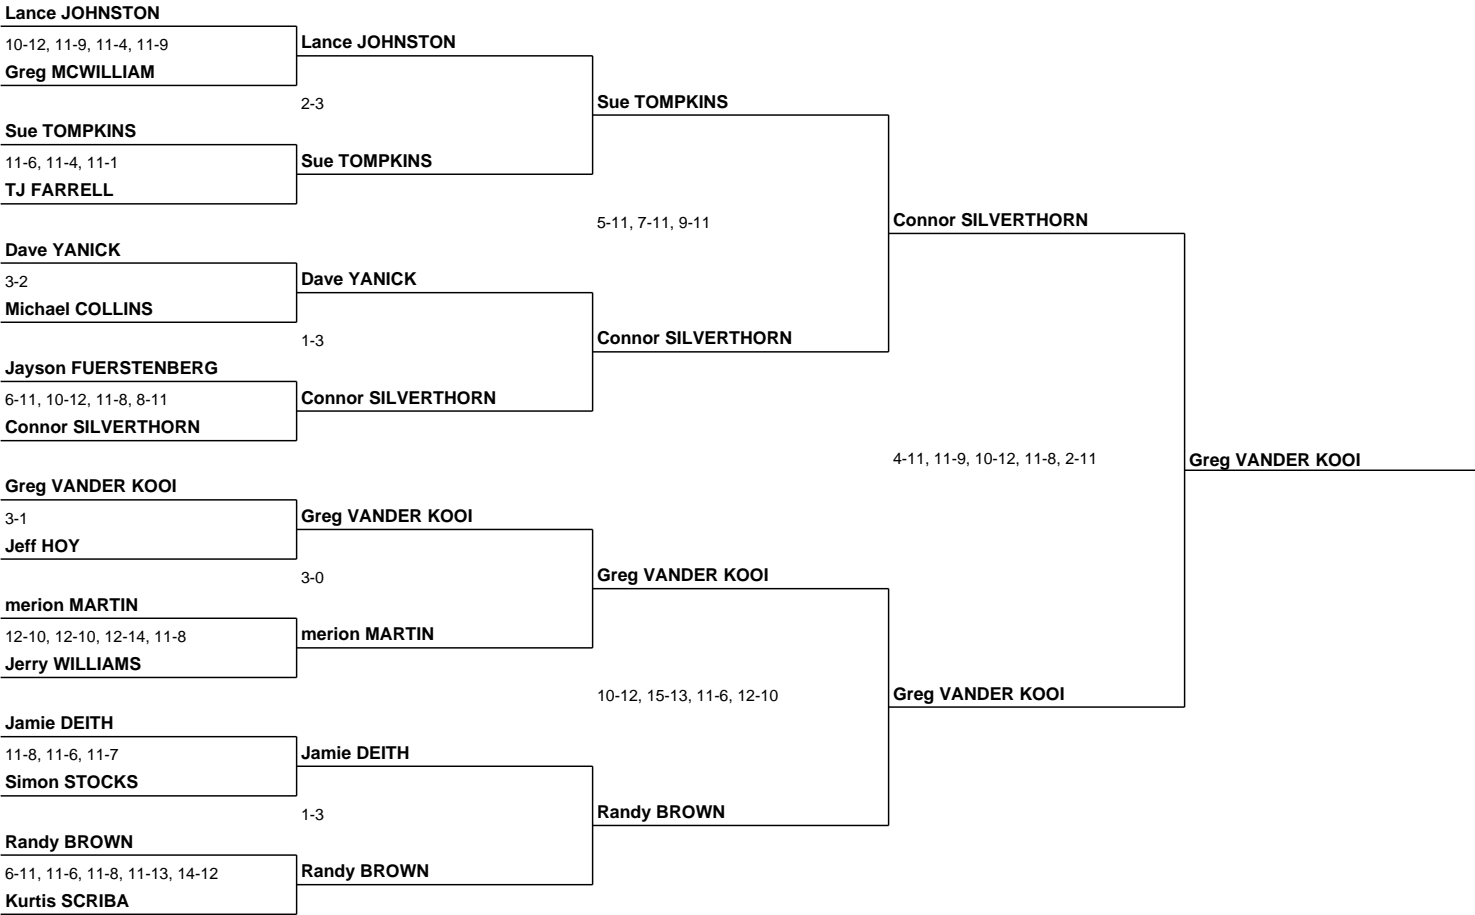 Lance JOHNSTON
10-12, 11-9, 11-4, 11-9
Greg MCWILLIAM
Sue TOMPKINS
11-6, 11-4, 11-1
TJ FARRELL
Dave YANICK
3-2
Michael COLLINS
Jayson FUERSTENBERG
6-11, 10-12, 11-8, 8-11
Connor SILVERTHORN
Greg VANDER KOOI
3-1
Jeff HOY
merion MARTIN
12-10, 12-10, 12-14, 11-8
Jerry WILLIAMS
Jamie DEITH
11-8, 11-6, 11-7
Simon STOCKS
Randy BROWN
6-11, 11-6, 11-8, 11-13, 14-12
Kurtis SCRIBA
Lance JOHNSTON
2-3
Sue TOMPKINS
Dave YANICK
1-3
Connor SILVERTHORN
Greg VANDER KOOI
3-0
merion MARTIN
Jamie DEITH
1-3
Randy BROWN
Sue TOMPKINS
5-11, 7-11, 9-11
Connor SILVERTHORN
Greg VANDER KOOI
10-12, 15-13, 11-6, 12-10
Randy BROWN
Connor SILVERTHORN
4-11, 11-9, 10-12, 11-8, 2-11
Greg VANDER KOOI
Greg VANDER KOOI